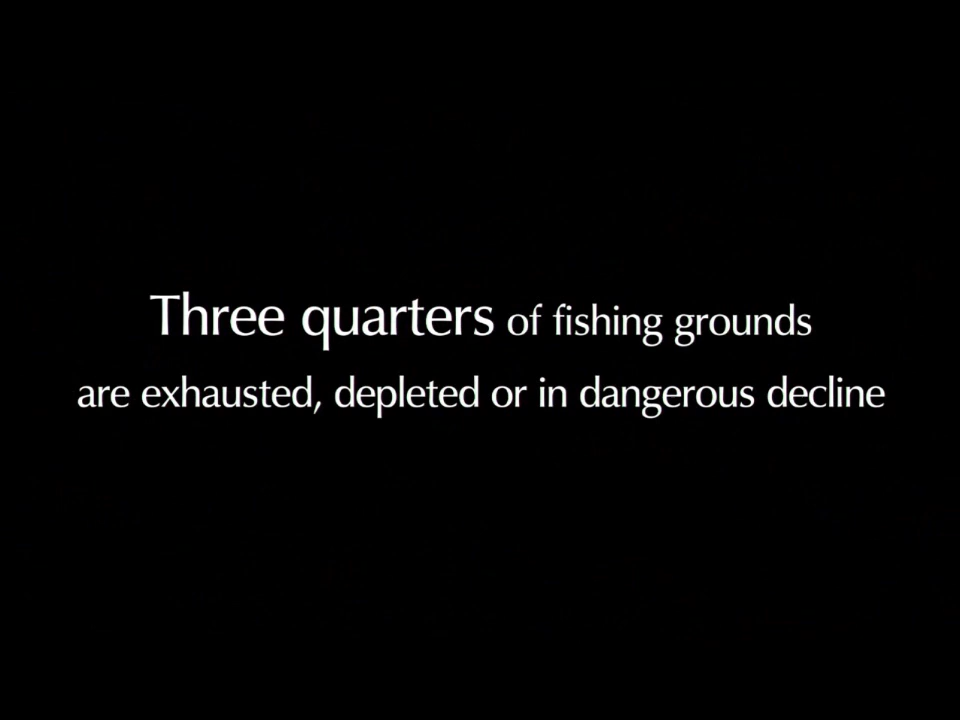 Three quarters of fishing grounds
are exhausted, depleted or in dangerous decline